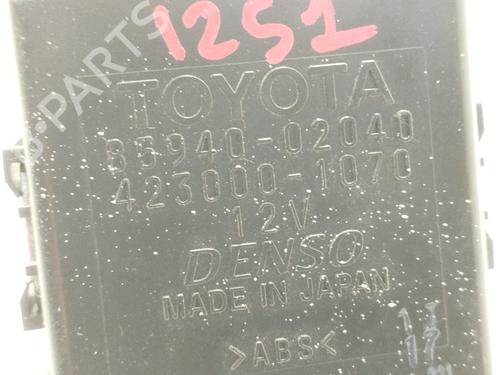 1251
TOYOTA
85940-02040
423000-1070
12V
DENSO
MADE IN JAPAN
>ABS<
B-PARTS